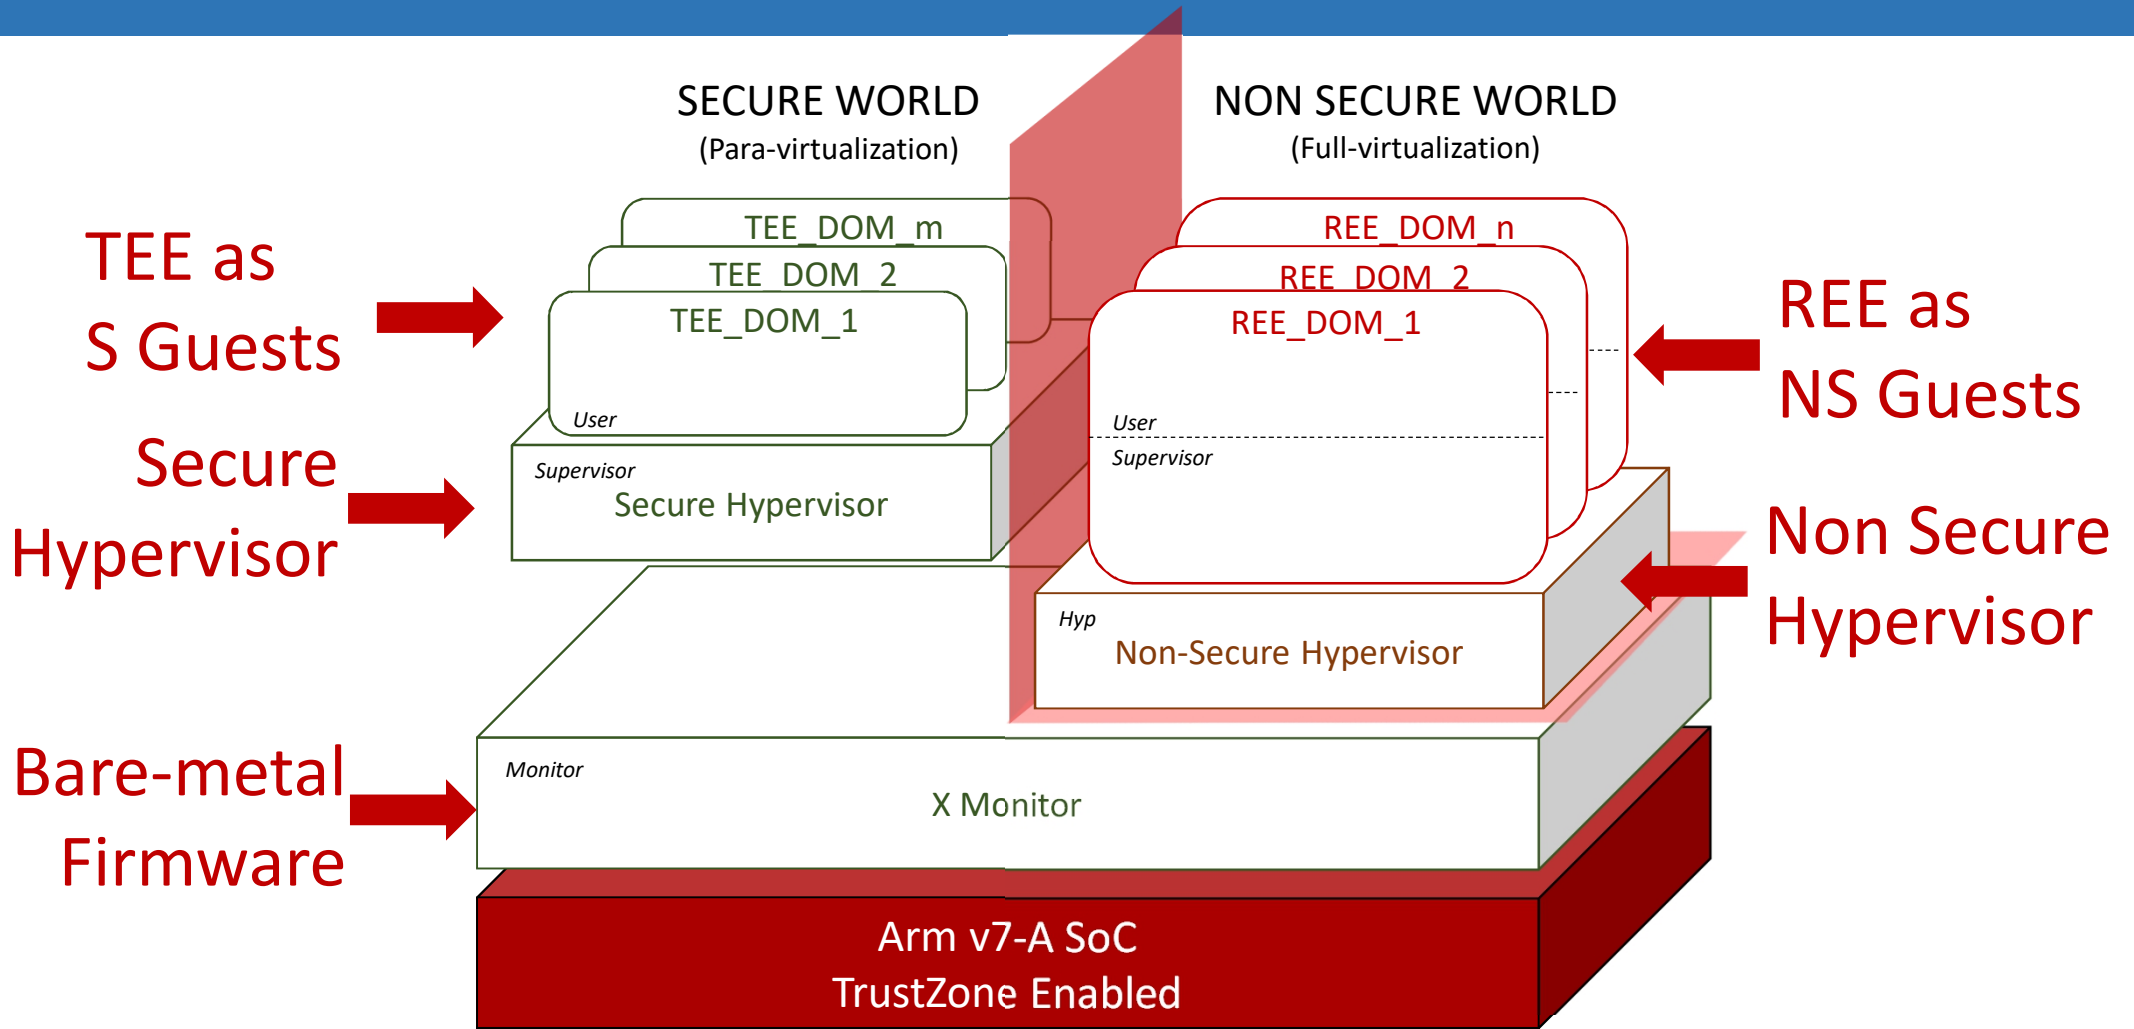 SECURE WORLD
(Para-virtualization)
NON SECURE WORLD
(Full-virtualization)
TEE as
S Guests
TEE_DOM_m
TEE_DOM_2
TEE_DOM_1
User
REE_DOM_n
REE_DOM_2
REE_DOM_1
User
Supervisor
REE as
NS Guests
Secure
Hypervisor
Supervisor
Secure Hypervisor
Non Secure
Hypervisor
Hyp
Non-Secure Hypervisor
Bare-metal
Firmware
Monitor
X Monitor
Arm v7-A SoC
TrustZone Enabled